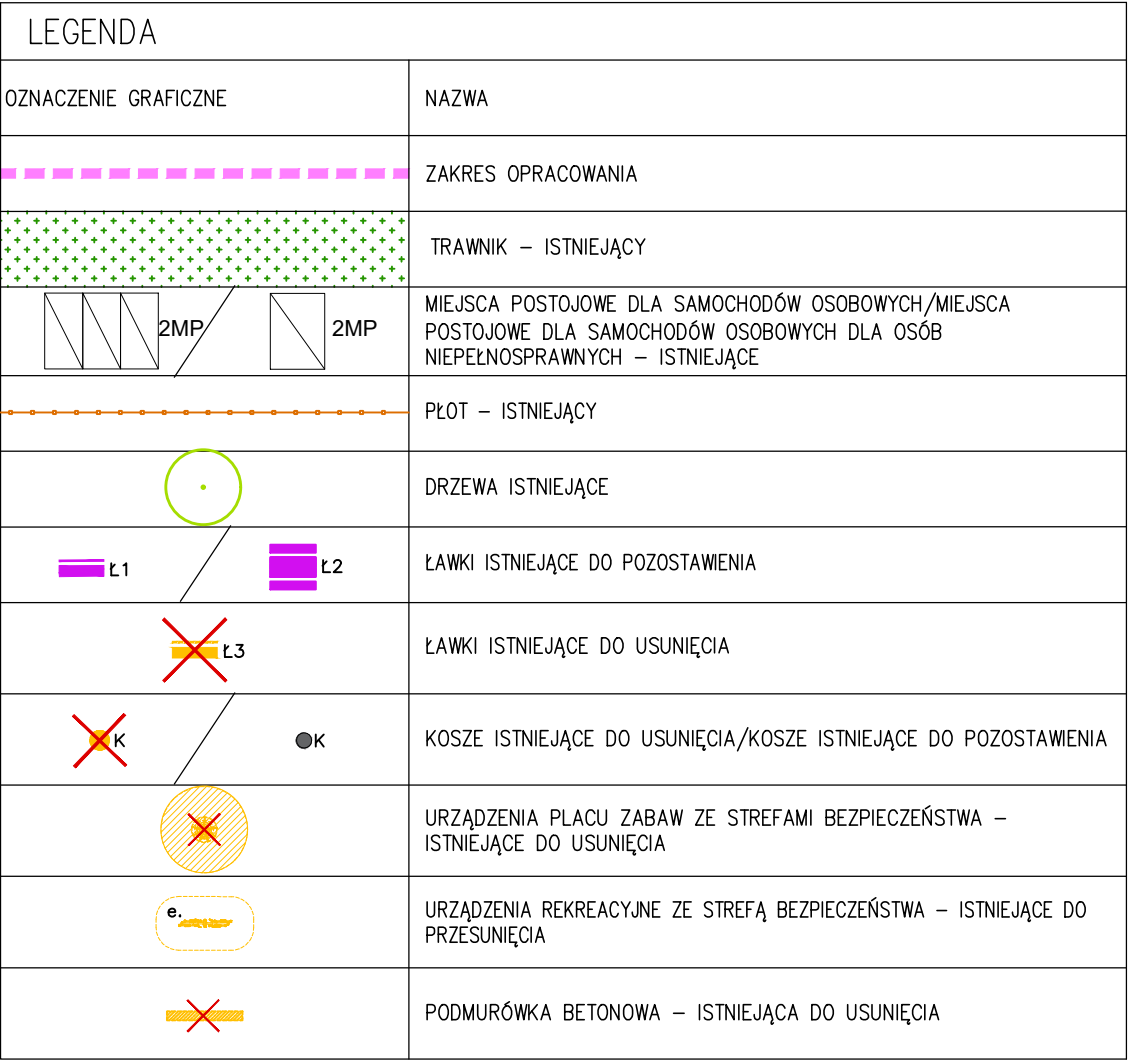 LEGENDA
OZNACZENIE GRAFICZNE
NAZWA
ZAKRES OPRACOWANIA
TRAWNIK – ISTNIEJĄCY
2MP
2MP
MIEJSCA POSTOJOWE DLA SAMOCHODÓW OSOBOWYCH/MIEJSCA
POSTOJOWE DLA SAMOCHODÓW OSOBOWYCH DLA OSÓB
NIEPEŁNOSPRAWNYCH – ISTNIEJĄCE
PŁOT – ISTNIEJĄCY
DRZEWA ISTNIEJĄCE
Ł1
Ł2
ŁAWKI ISTNIEJĄCE DO POZOSTAWIENIA
Ł3
ŁAWKI ISTNIEJĄCE DO USUNIĘCIA
K
K
KOSZE ISTNIEJĄCE DO USUNIĘCIA/KOSZE ISTNIEJĄCE DO POZOSTAWIENIA
URZĄDZENIA PLACU ZABAW ZE STREFAMI BEZPIECZEŃSTWA –
ISTNIEJĄCE DO USUNIĘCIA
e.
URZĄDZENIA REKREACYJNE ZE STREFĄ BEZPIECZEŃSTWA – ISTNIEJĄCE DO
PRZESUNIĘCIA
PODMURÓWKA BETONOWA – ISTNIEJĄCA DO USUNIĘCIA